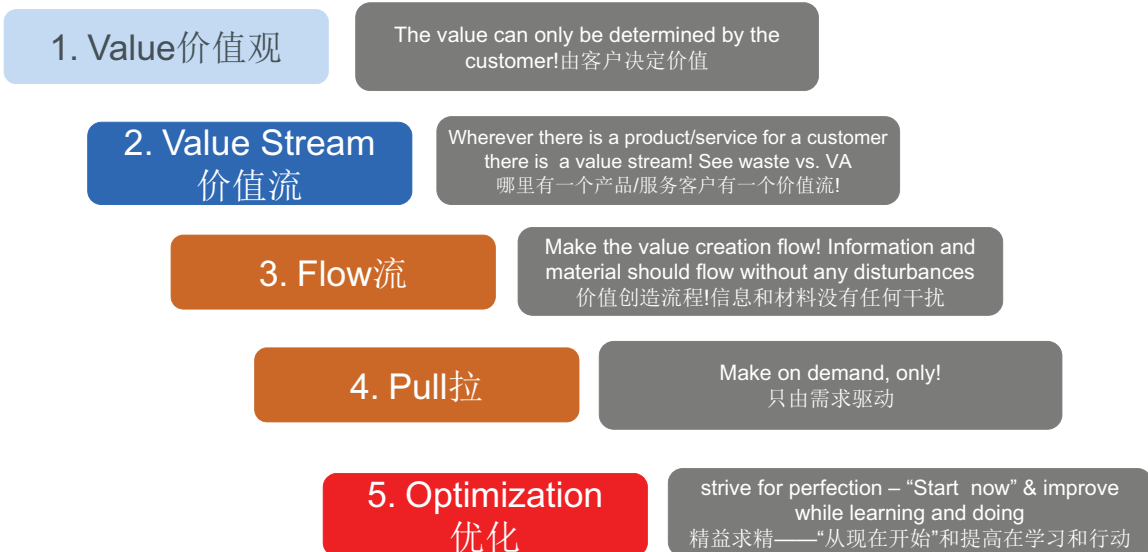 1. Value价值观
The value can only be determined by the
customer!由客户决定价值
2. Value Stream
价值流
Wherever there is a product/service for a customer
there is a value stream! See waste vs. VA
哪里有一个产品/服务客户有一个价值流!
3. Flow流
Make the value creation flow! Information and
material should flow without any disturbances
价值创造流程!信息和材料没有任何干扰
4. Pull拉
Make on demand, only!
只由需求驱动
5. Optimization
优化
strive for perfection – “Start now” & improve
while learning and doing
精益求精——“从现在开始”和提高在学习和行动